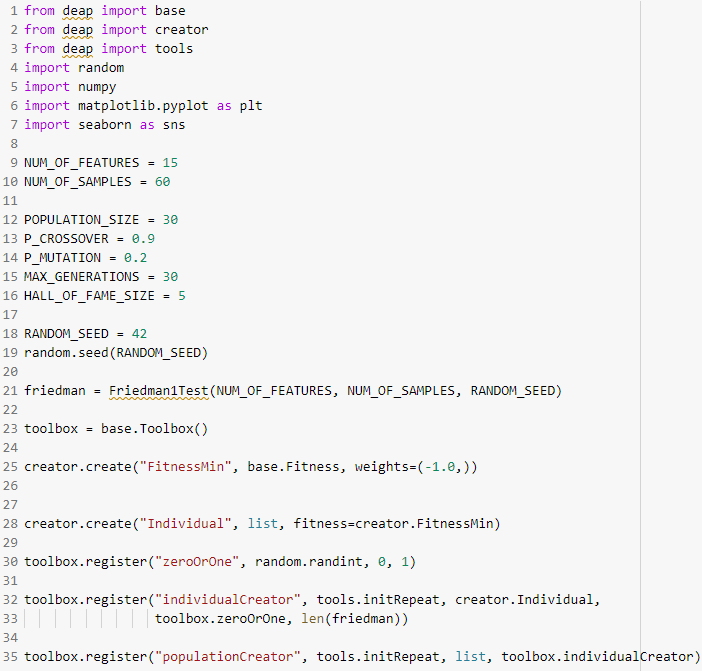 1 from deap import base
2 from deap import creator
3 from deap import tools
4 import random
5 import numpy
6 import matplotlib.pyplot as plt
7 import seaborn as sns
8
9 NUM_OF_FEATURES = 15
10 NUM_OF_SAMPLES = 60
11
12 POPULATION_SIZE = 30
13 P_CROSSOVER = 0.9
14 P_MUTATION = 0.2
15 MAX_GENERATIONS = 30
16 HALL_OF_FAME_SIZE = 5
17
18 RANDOM_SEED = 42
19 random.seed(RANDOM_SEED)
20
21 friedman = Friedman1Test(NUM_OF_FEATURES, NUM_OF_SAMPLES, RANDOM_SEED)
22
23 toolbox = base.Toolbox()
24
25 creator.create("FitnessMin", base.Fitness, weights=(-1.0,))
26
27
28 creator.create("Individual", list, fitness=creator.FitnessMin)
29
30 toolbox.register("zeroOrOne", random.randint, 0, 1)
31
32 toolbox.register("individualCreator", tools.initRepeat, creator.Individual,
33                  toolbox.zeroOrOne, len(friedman))
34
35 toolbox.register("populationCreator", tools.initRepeat, list, toolbox.individualCreator)